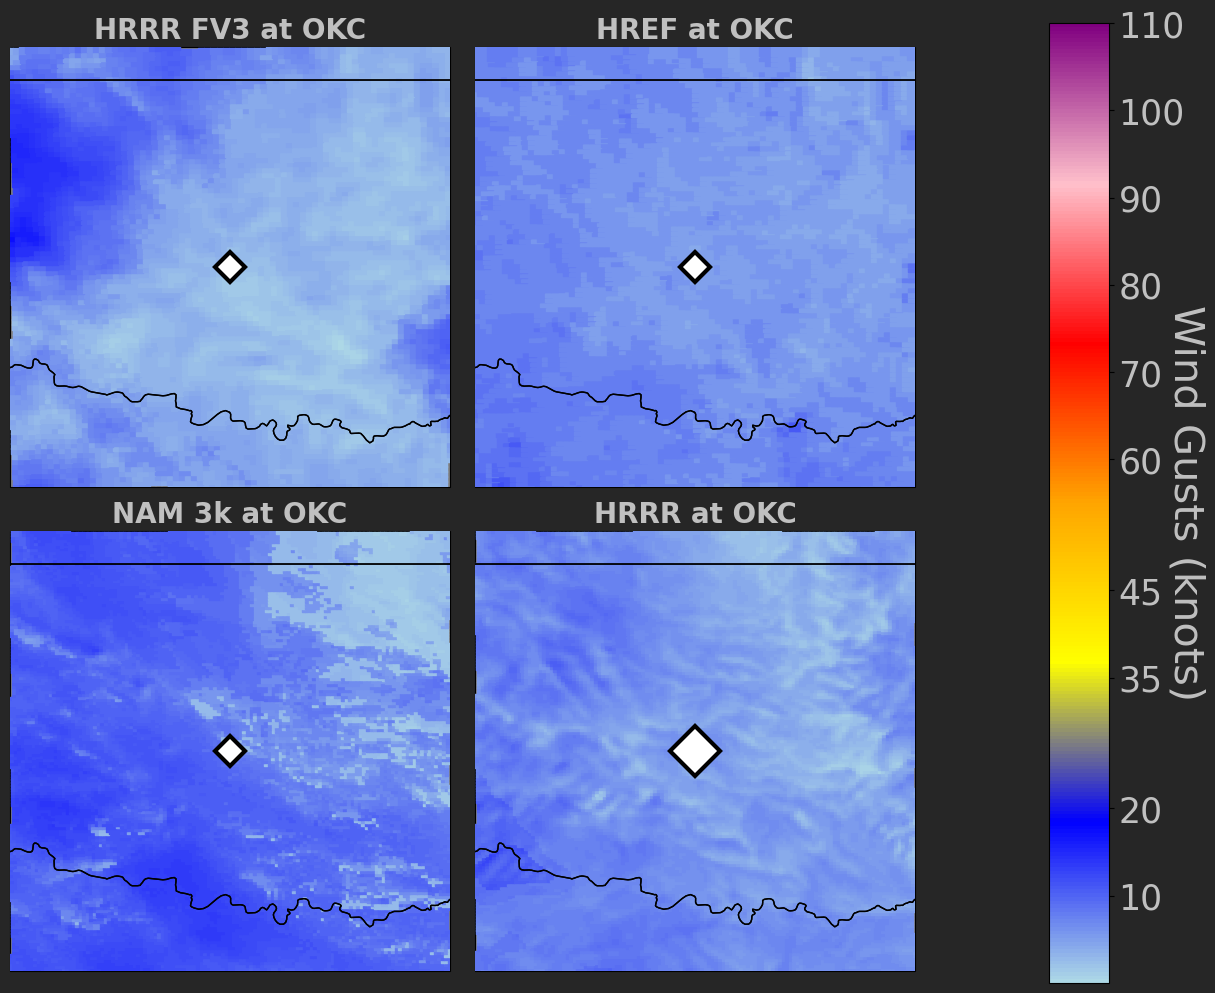 HRRR FV3 at OKC
HREF at OKC
NAM 3k at OKC
HRRR at OKC
110
100
90
80
70
60
45
35
20
10
Wind Gusts (knots)